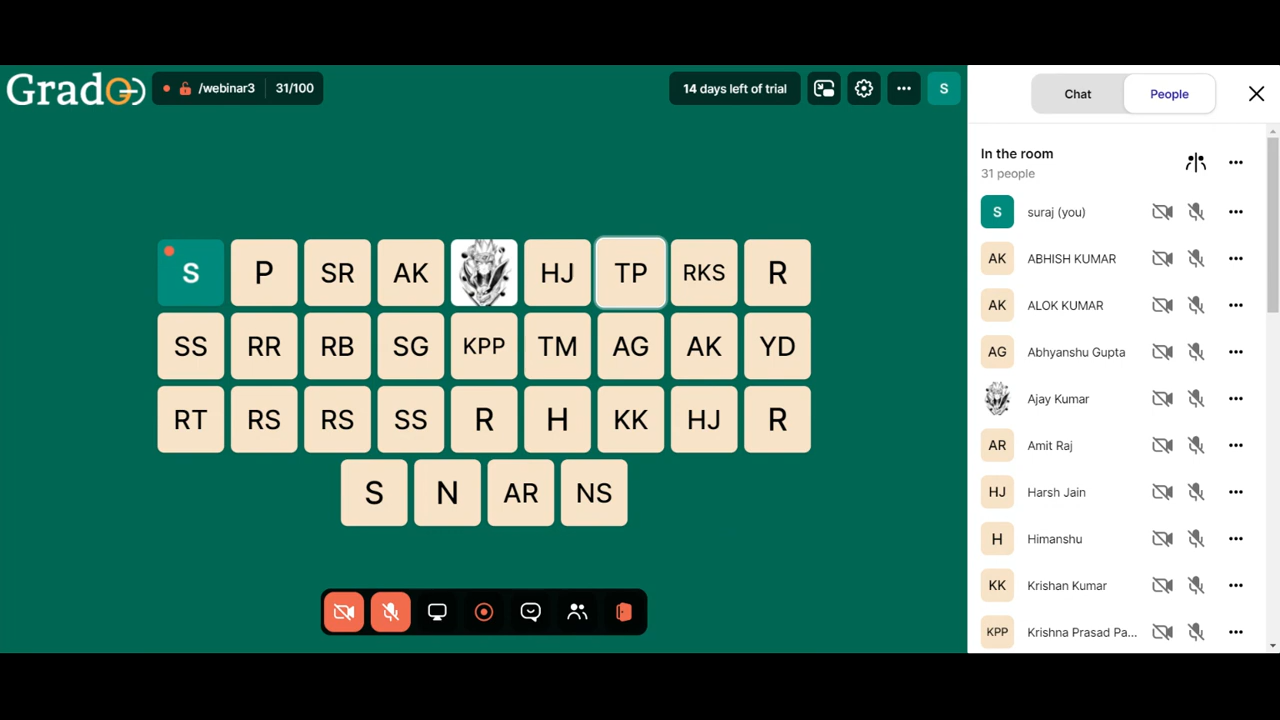 Grado
/webinar3 31/100
14 days left of trial
S
Chat
People
In the room
31 people
S P SR AK HJ TP RKS R
SS RR RB SG KPP TM AG AK YD
RT RS RS SS R H KK HJ R
S N AR NS
S suraj (you)
AK ABHISH KUMAR
AK ALOK KUMAR
AG Abhyanshu Gupta
Ajay Kumar
AR Amit Raj
HJ Harsh Jain
H Himanshu
KK Krishan Kumar
KPP Krishna Prasad Pa...